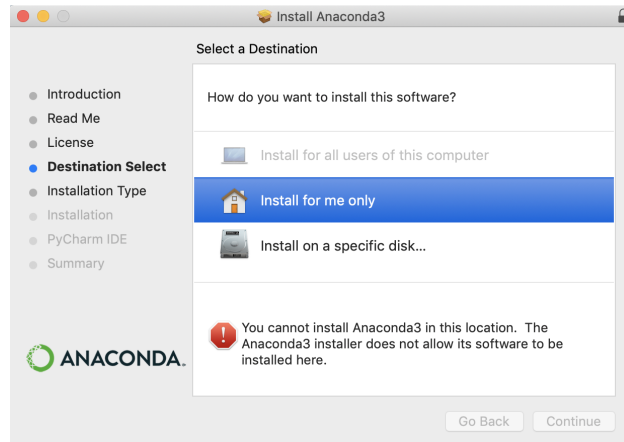 Install Anaconda3
Select a Destination
Introduction
Read Me
License
Destination Select
Installation Type
Installation
PyCharm IDE
Summary
How do you want to install this software?
Install for all users of this computer
Install for me only
Install on a specific disk...
You cannot install Anaconda3 in this location. The
Anaconda3 installer does not allow its software to be
installed here.
ANACONDA.
Go Back
Continue